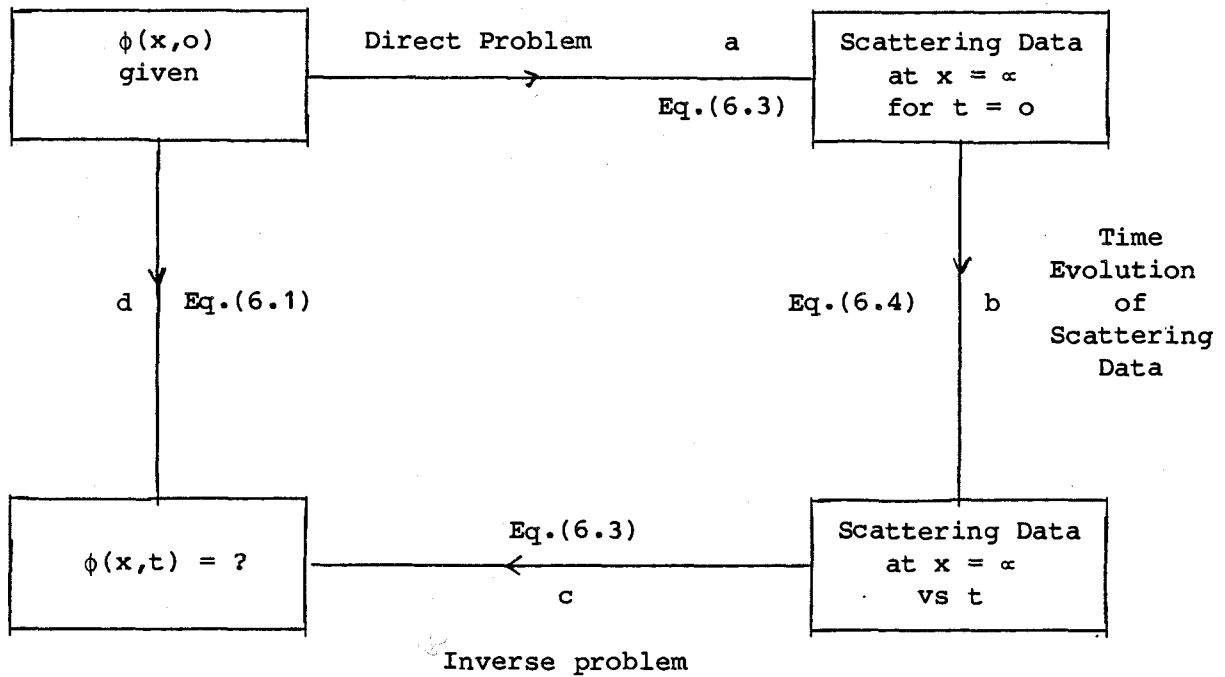 ϕ(x,o)
given
Direct Problem
a
Eq.(6.3)
Scattering Data
at x = ∝
for t = o
d
Eq.(6.1)
Eq.(6.4)
b
Time
Evolution
of
Scattering
Data
ϕ(x,t) = ?
Eq.(6.3)
c
Inverse problem
Scattering Data
at x = ∝
vs t